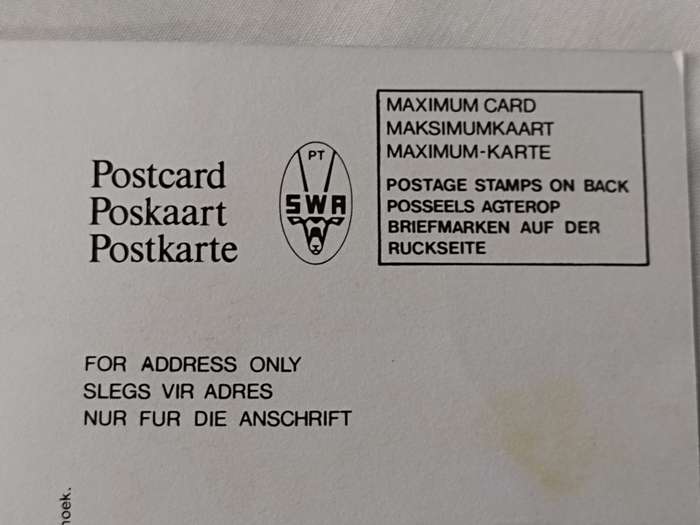 Postcard
Poskaart
Postkarte
PT
SWA
MAXIMUM CARD
MAKSIMUMKAART
MAXIMUM-KARTE
POSTAGE STAMPS ON BACK
POSSEELS AGTEROP
BRIEFMARKEN AUF DER
RUCKSEITE
FOR ADDRESS ONLY
SLEGS VIR ADRES
NUR FUR DIE ANSCHRIFT
hoek.